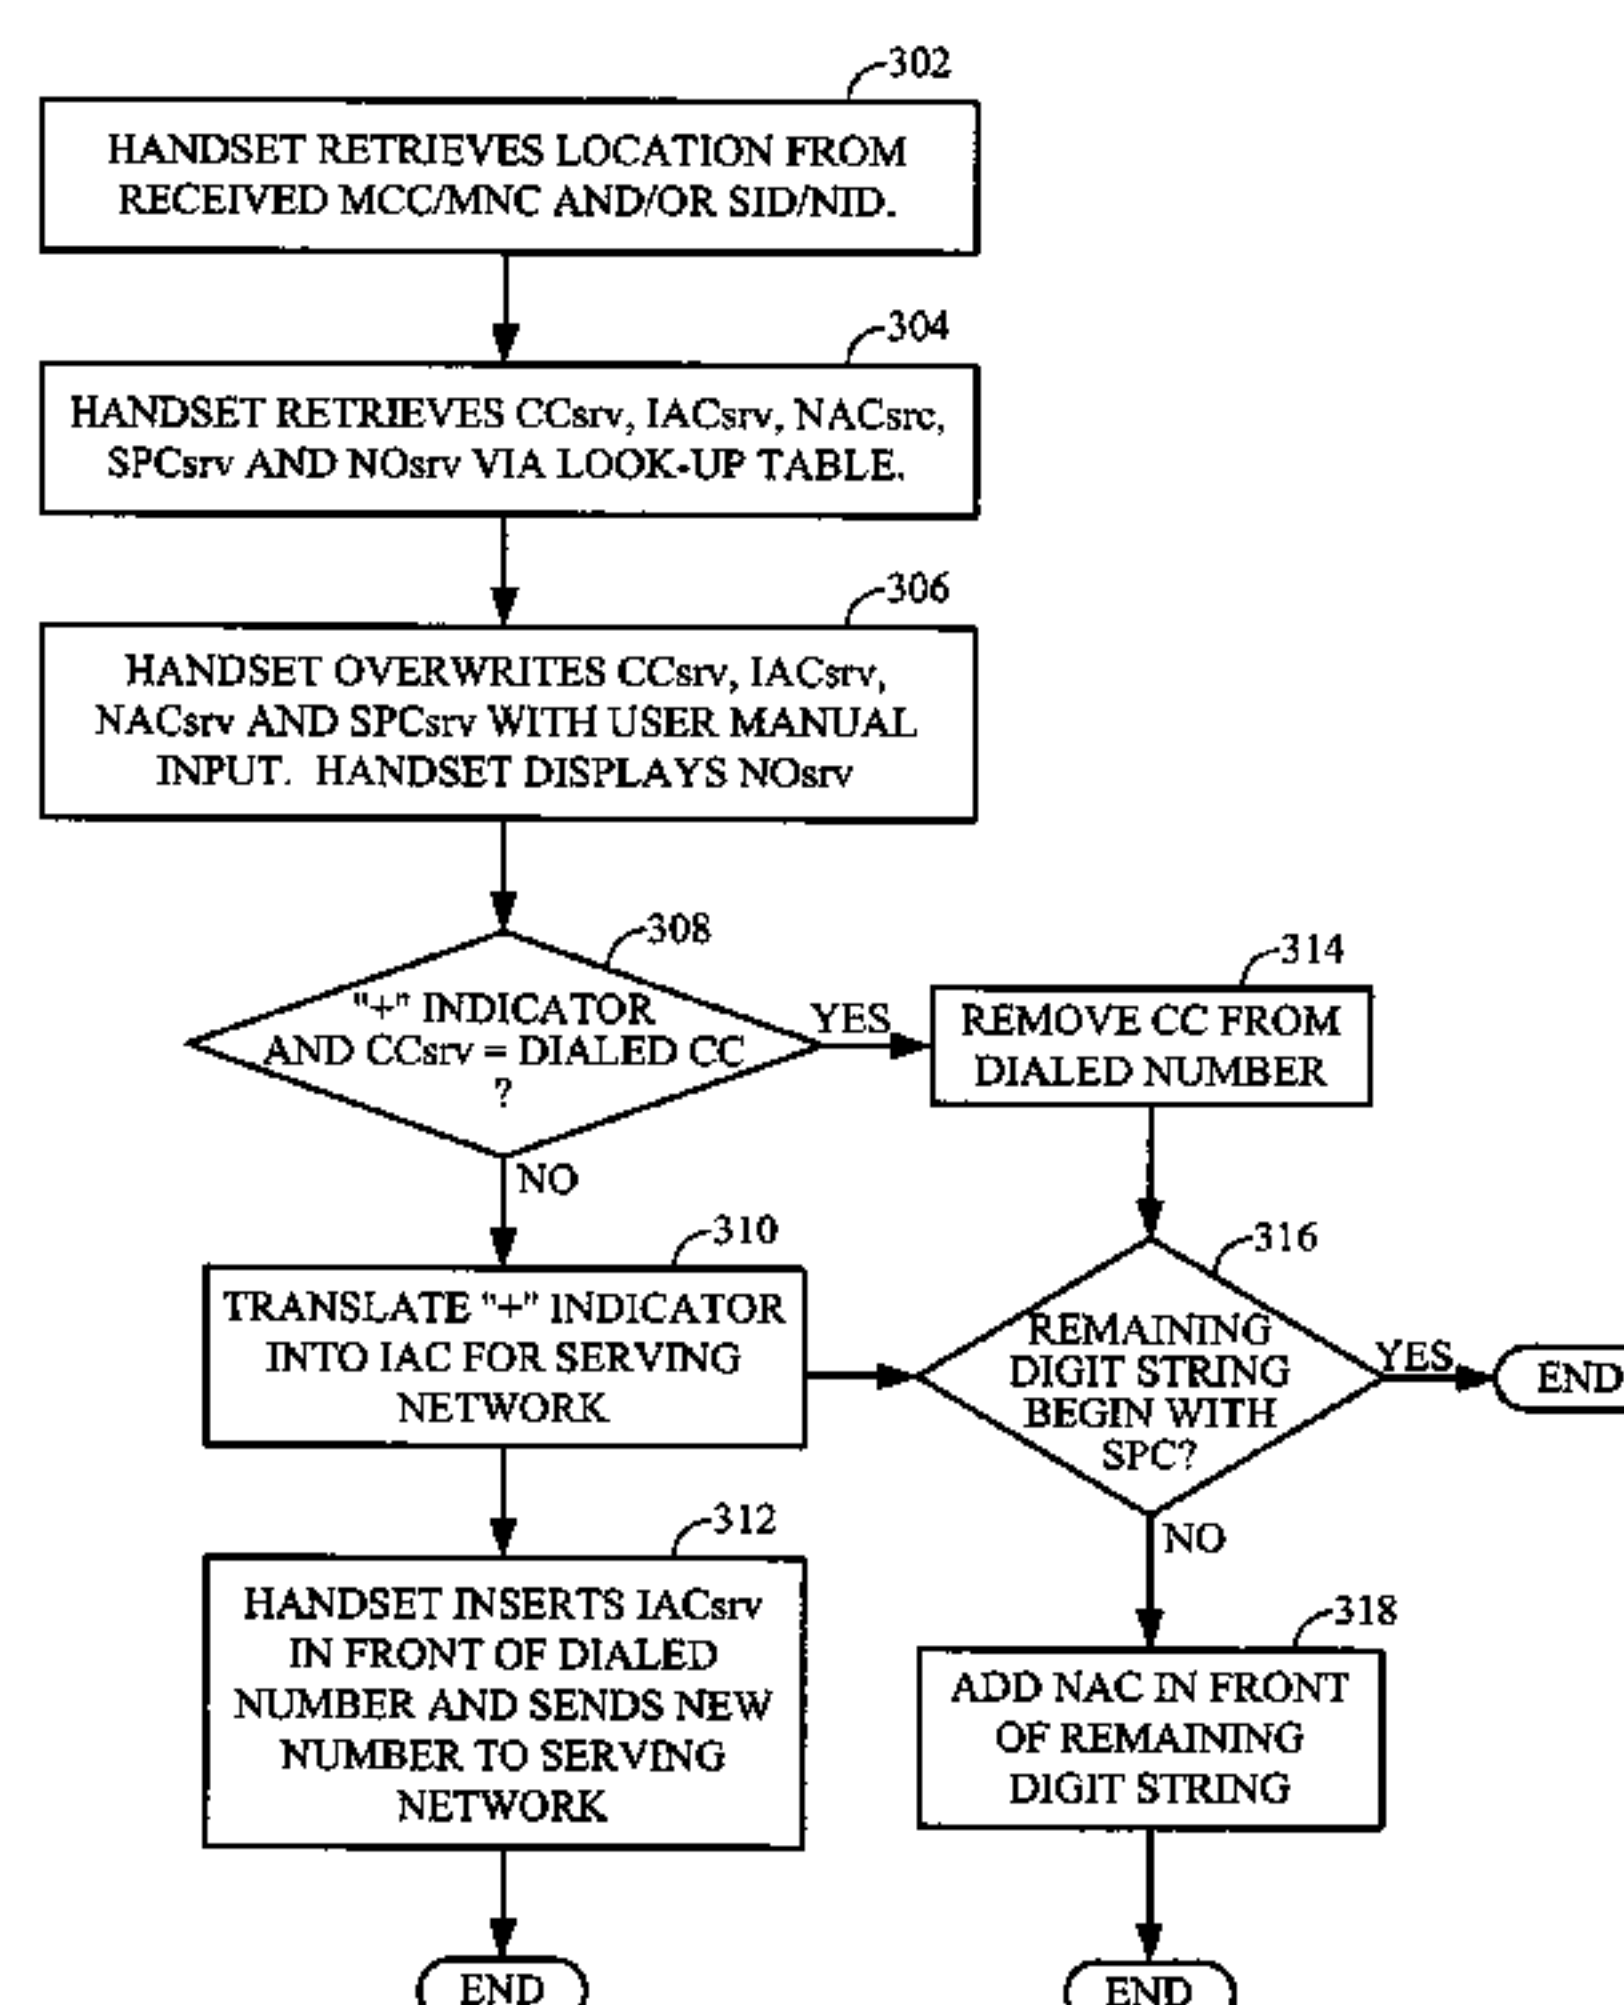 302
HANDSET RETRIEVES LOCATION FROM
RECEIVED MCC/MNC AND/OR SID/NID.
304
HANDSET RETRIEVES CCsrv, IACsrv, NACsrc,
SPCsrv AND NOsrv VIA LOOK-UP TABLE.
306
HANDSET OVERWRITES CCsrv, IACsrv,
NACsrv AND SPCsrv WITH USER MANUAL
INPUT. HANDSET DISPLAYS NOsrv
308
"+" INDICATOR
AND CCsrv = DIALED CC
?
YES
NO
314
REMOVE CC FROM
DIALED NUMBER
310
TRANSLATE "+" INDICATOR
INTO IAC FOR SERVING
NETWORK
316
REMAINING
DIGIT STRING
BEGIN WITH
SPC?
YES
END
NO
312
HANDSET INSERTS IACsrv
IN FRONT OF DIALED
NUMBER AND SENDS NEW
NUMBER TO SERVING
NETWORK
END
318
ADD NAC IN FRONT
OF REMAINING
DIGIT STRING
END